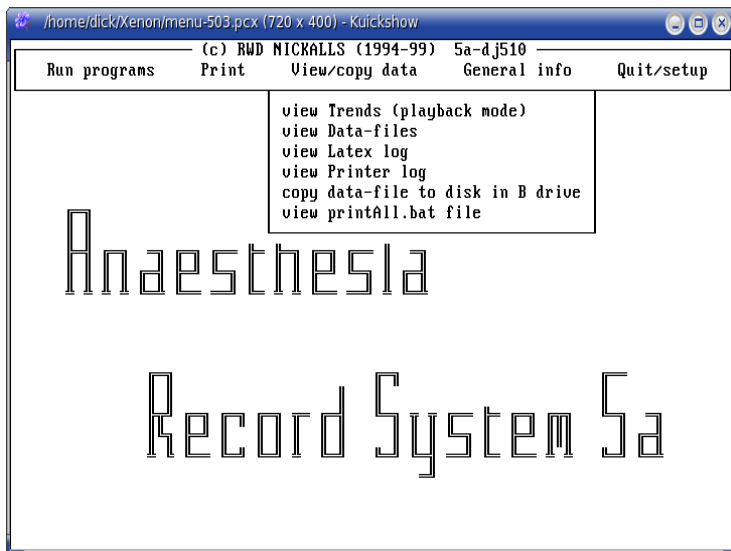 /home/dick/Xenon/menu-503.pcx (720 x 400) - Kuickshow
(c) RWD NICKALLS (1994-99) 5a-dj510
Run programs Print View/copy data General info Quit/setup
view Trends (playback mode)
view Data-files
view Latex log
view Printer log
copy data-file to disk in B drive
view printAll.bat file
Anaesthesia
Record System 5a